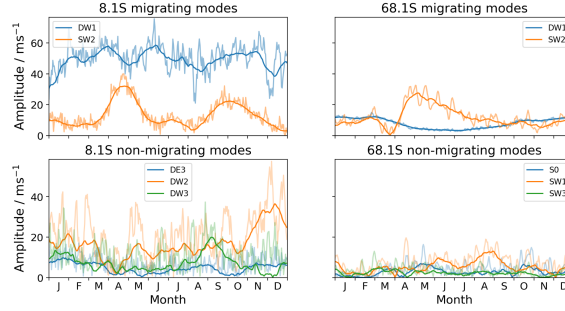 8.1S migrating modes
68.1S migrating modes
Amplitude / ms⁻¹
60
40
20
0
DW1
SW2
DW1
SW2
8.1S non-migrating modes
68.1S non-migrating modes
Amplitude / ms⁻¹
40
20
0
DE3
DW2
DW3
S0
SW1
SW3
J F M A M J J A S O N D
J F M A M J J A S O N D
Month
Month